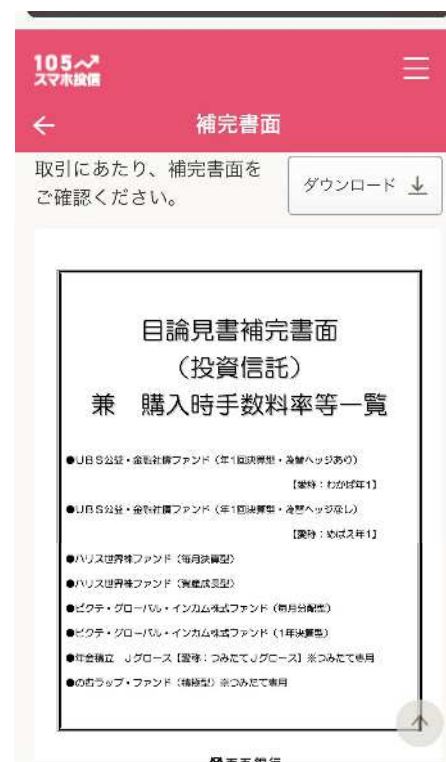 105
スマホ投信
補完書面
取引にあたり、補完書面を
ご確認ください。
ダウンロード
目論見書補完書面
（投資信託）
兼 購入時手数料率等一覧
●UBS公益・金融社債ファンド（年1回決算型・為替ヘッジあり）
【愛称：わかば年1】
●UBS公益・金融社債ファンド（年1回決算型・為替ヘッジなし）
【愛称：めばえ年1】
●ハリス世界株ファンド（毎月決算型）
●ハリス世界株ファンド（資産成長型）
●ピクテ・グローバル・インカム株式ファンド（毎月分配型）
●ピクテ・グローバル・インカム株式ファンド（1年決算型）
●年金積立 Jグロース【愛称：つみたてJグロース】※つみたて専用
●のむラップ・ファンド（積極型）※つみたて専用